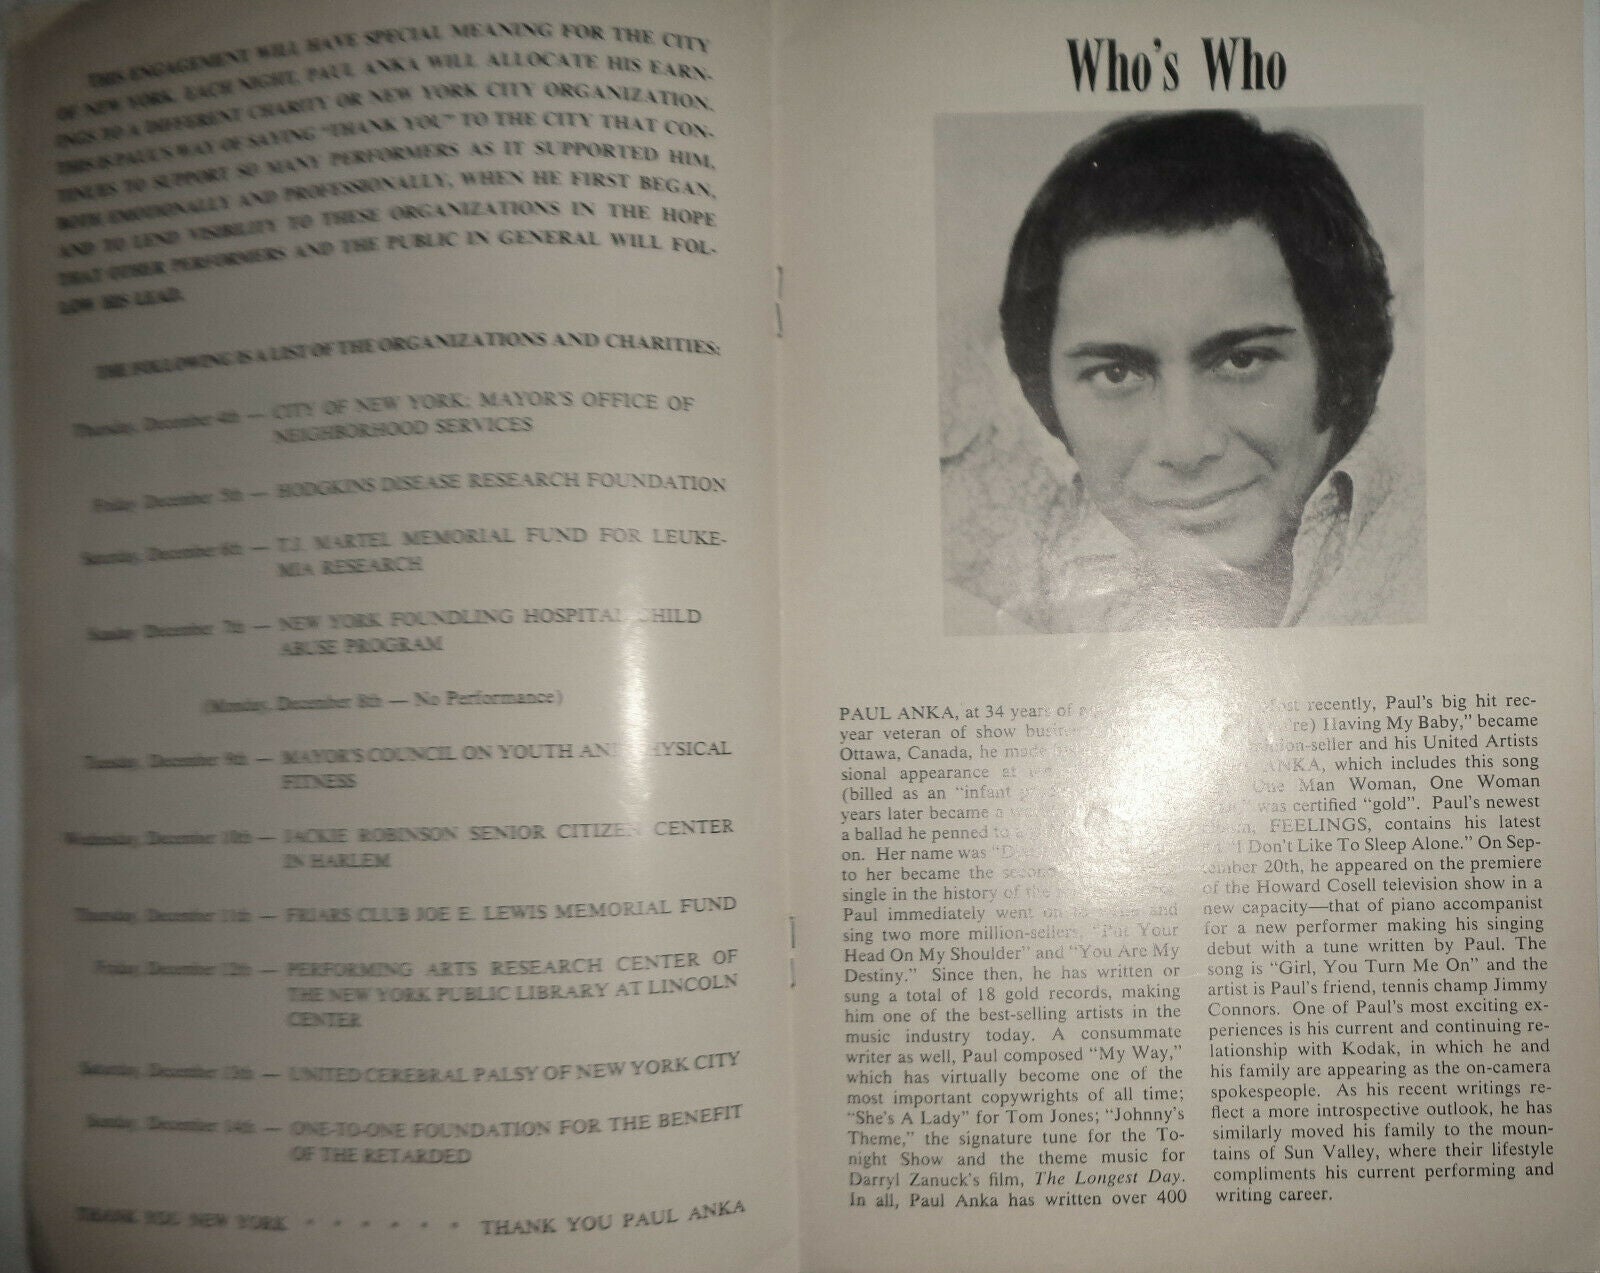 THIS ENGAGEMENT WILL HAVE SPECIAL MEANING FOR THE CITY
OF NEW YORK. EACH NIGHT, PAUL ANKA WILL ALLOCATE HIS EARN-
INGS TO A DIFFERENT CHARITY OR NEW YORK CITY ORGANIZATION.
THIS IS PAUL'S WAY OF SAYING "THANK YOU" TO THE CITY THAT CON-
TINUES TO SUPPORT SO MANY PERFORMERS AS IT SUPPORTED HIM,
BOTH EMOTIONALLY AND PROFESSIONALLY, WHEN HE FIRST BEGAN,
AND TO LEND VISIBILITY TO THESE ORGANIZATIONS IN THE HOPE
THAT OTHER PERFORMERS AND THE PUBLIC IN GENERAL WILL FOL-
LOW HIS LEAD.
THE FOLLOWING IS A LIST OF THE ORGANIZATIONS AND CHARITIES:
Thursday, December 4th — CITY OF NEW YORK: MAYOR'S OFFICE OF
NEIGHBORHOOD SERVICES
Friday, December 5th — HODGKINS DISEASE RESEARCH FOUNDATION
Saturday, December 6th — T.J. MARTEL MEMORIAL FUND FOR LEUKE-
MIA RESEARCH
Sunday, December 7th — NEW YORK FOUNDLING HOSPITAL CHILD
ABUSE PROGRAM
(Monday, December 8th — No Performance)
Tuesday, December 9th — MAYOR'S COUNCIL ON YOUTH AND PHYSICAL
FITNESS
Wednesday, December 10th — JACKIE ROBINSON SENIOR CITIZEN CENTER
IN HARLEM
Thursday, December 11th — FRIARS CLUB JOE E. LEWIS MEMORIAL FUND
Friday, December 12th — PERFORMING ARTS RESEARCH CENTER OF
THE NEW YORK PUBLIC LIBRARY AT LINCOLN
CENTER
Saturday, December 13th — UNITED CEREBRAL PALSY OF NEW YORK CITY
Sunday, December 14th — ONE-TO-ONE FOUNDATION FOR THE BENEFIT
OF THE RETARDED
THANK YOU NEW YORK * * * * * * THANK YOU PAUL ANKA
Who's Who
PAUL ANKA, at 34 years of
year veteran of show
Ottawa, Canada, he made
sional appearance at
(billed as an "infant
years later became a
a ballad he penned to a
on. Her name was
to her became the second
single in the history of the
Paul immediately went on to and
sing two more million-sellers, "Put Your
Head On My Shoulder" and "You Are My
Destiny." Since then, he has written or
sung a total of 18 gold records, making
him one of the best-selling artists in the
music industry today. A consummate
writer as well, Paul composed "My Way,"
which has virtually become one of the
most important copywrights of all time;
"She's A Lady" for Tom Jones; "Johnny's
Theme," the signature tune for the To-
night Show and the theme music for
Darryl Zanuck's film, The Longest Day.
In all, Paul Anka has written over 400
Most recently, Paul's big hit rec-
Having My Baby," became
and his United Artists
ANKA, which includes this song
One Man Woman, One Woman
was certified "gold". Paul's newest
FEELINGS, contains his latest
"I Don't Like To Sleep Alone." On Sep-
tember 20th, he appeared on the premiere
of the Howard Cosell television show in a
new capacity—that of piano accompanist
for a new performer making his singing
debut with a tune written by Paul. The
song is "Girl, You Turn Me On" and the
artist is Paul's friend, tennis champ Jimmy
Connors. One of Paul's most exciting ex-
periences is his current and continuing re-
lationship with Kodak, in which he and
his family are appearing as the on-camera
spokespeople. As his recent writings re-
flect a more introspective outlook, he has
similarly moved his family to the moun-
tains of Sun Valley, where their lifestyle
compliments his current performing and
writing career.